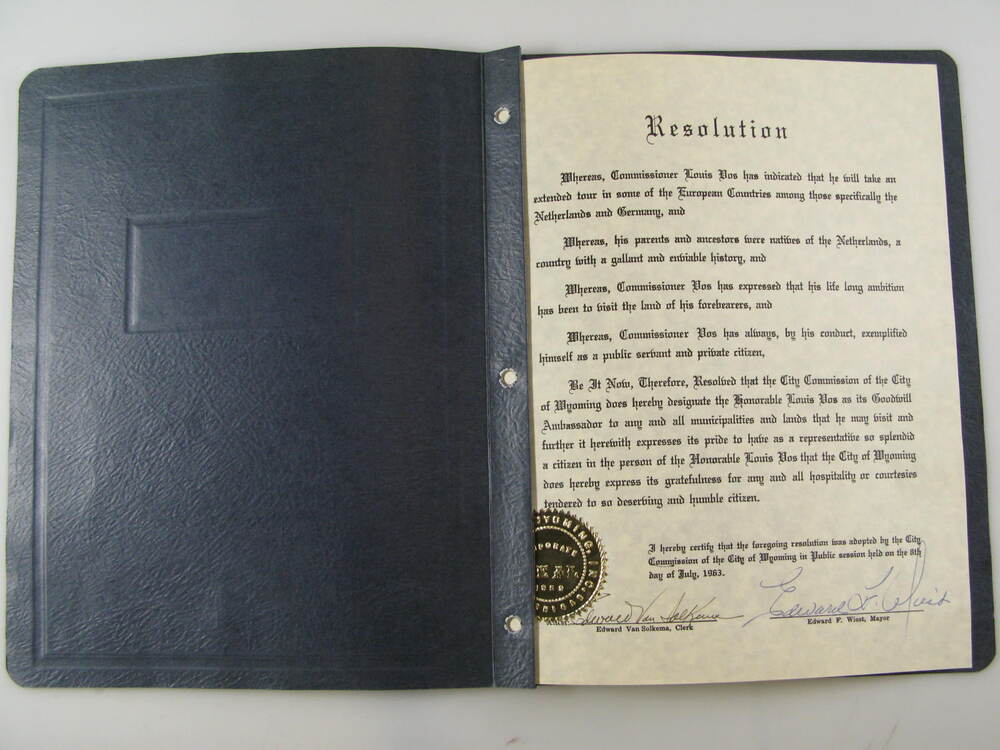 Resolution
Whereas, Commissioner Louis Vos has indicated that he will take an
extended tour in some of the European Countries among those specifically the
Netherlands and Germany, and
Whereas, his parents and ancestors were natives of the Netherlands, a
country with a gallant and enviable history, and
Whereas, Commissioner Vos has expressed that his life long ambition
has been to visit the land of his forebearers, and
Whereas, Commissioner Vos has always, by his conduct, exemplified
himself as a public servant and private citizen,
Be It Now, Therefore, Resolved that the City Commission of the City
of Wyoming does hereby designate the Honorable Louis Vos as its Goodwill
Ambassador to any and all municipalities and lands that he may visit and
further it herewith expresses its pride to have as a representative so splendid
a citizen in the person of the Honorable Louis Vos that the City of Wyoming
does hereby express its gratefulness for any and all hospitality or courtesies
tendered to so deserving and humble citizen.
I hereby certify that the foregoing resolution was adopted by the City
Commission of the City of Wyoming in Public session held on the 8th
day of July, 1963.
WYOMING,
SEAL
1959
Edward Van Solkema
Edward Van Solkema, Clerk
Edward F. Wiest
Edward F. Wiest, Mayor